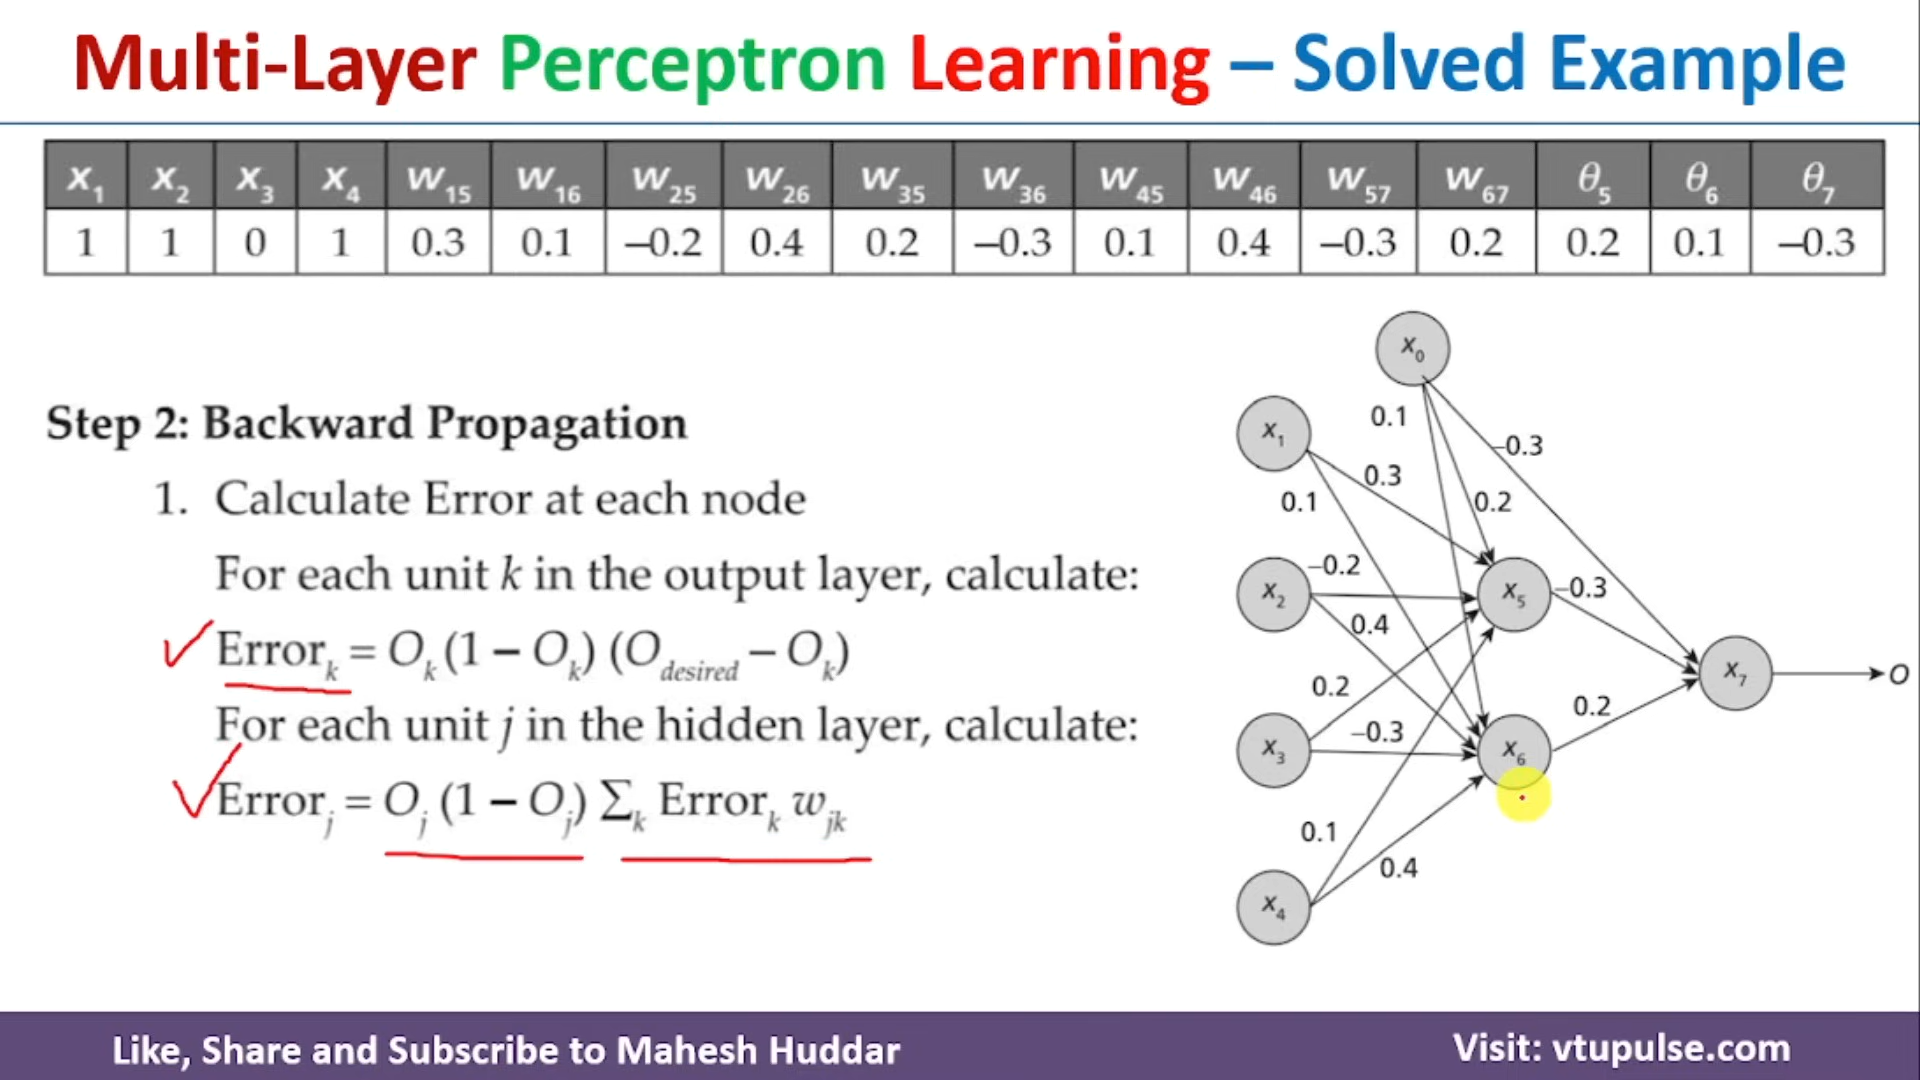 Multi-Layer Perceptron Learning – Solved Example
x₁ x₂ x₃ x₄ w₁₅ w₁₆ w₂₅ w₂₆ w₃₅ w₃₆ w₄₅ w₄₆ w₅₇ w₆₇ θ₅ θ₆ θ₇
1 1 0 1 0.3 0.1 –0.2 0.4 0.2 –0.3 0.1 0.4 –0.3 0.2 0.2 0.1 –0.3
Step 2: Backward Propagation
1. Calculate Error at each node
For each unit k in the output layer, calculate:
Errorₖ = Oₖ (1 – Oₖ) (O_desired – Oₖ)
For each unit j in the hidden layer, calculate:
Errorⱼ = Oⱼ (1 – Oⱼ) Σₖ Errorₖ wⱼₖ
x₀
0.1
–0.3
x₁
0.3
0.1
0.2
–0.2
x₂
x₅
–0.3
0.4
x₇
O
0.2
0.2
–0.3
x₃
x₆
0.1
0.4
x₄
Like, Share and Subscribe to Mahesh Huddar
Visit: vtupulse.com